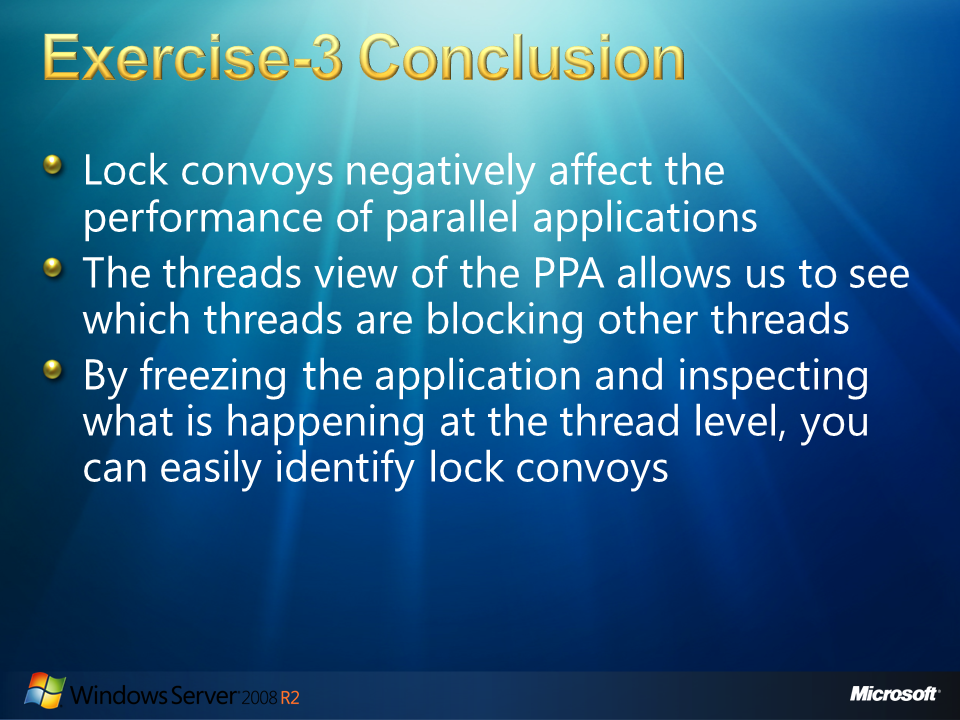 Exercise-3 Conclusion
Lock convoys negatively affect the
performance of parallel applications
The threads view of the PPA allows us to see
which threads are blocking other threads
By freezing the application and inspecting
what is happening at the thread level, you
can easily identify lock convoys
Windows Server 2008 R2
Microsoft